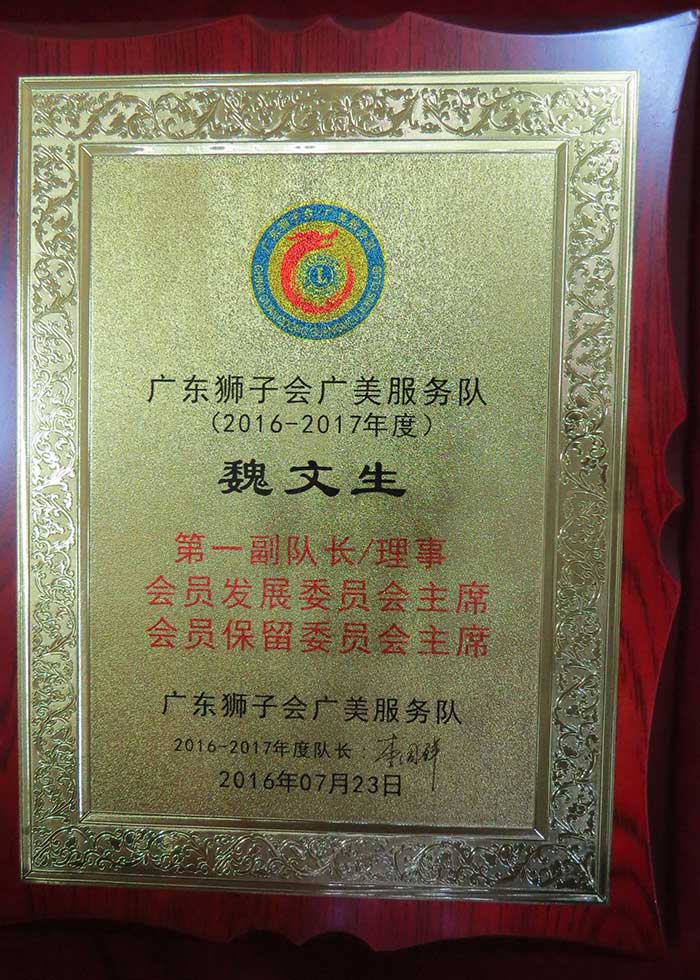 广东狮子会广美服务队
(2016-2017年度)
魏文生
第一副队长/理事
会员发展委员会主席
会员保留委员会主席
广东狮子会广美服务队
2016-2017年度队长:
2016年07月23日